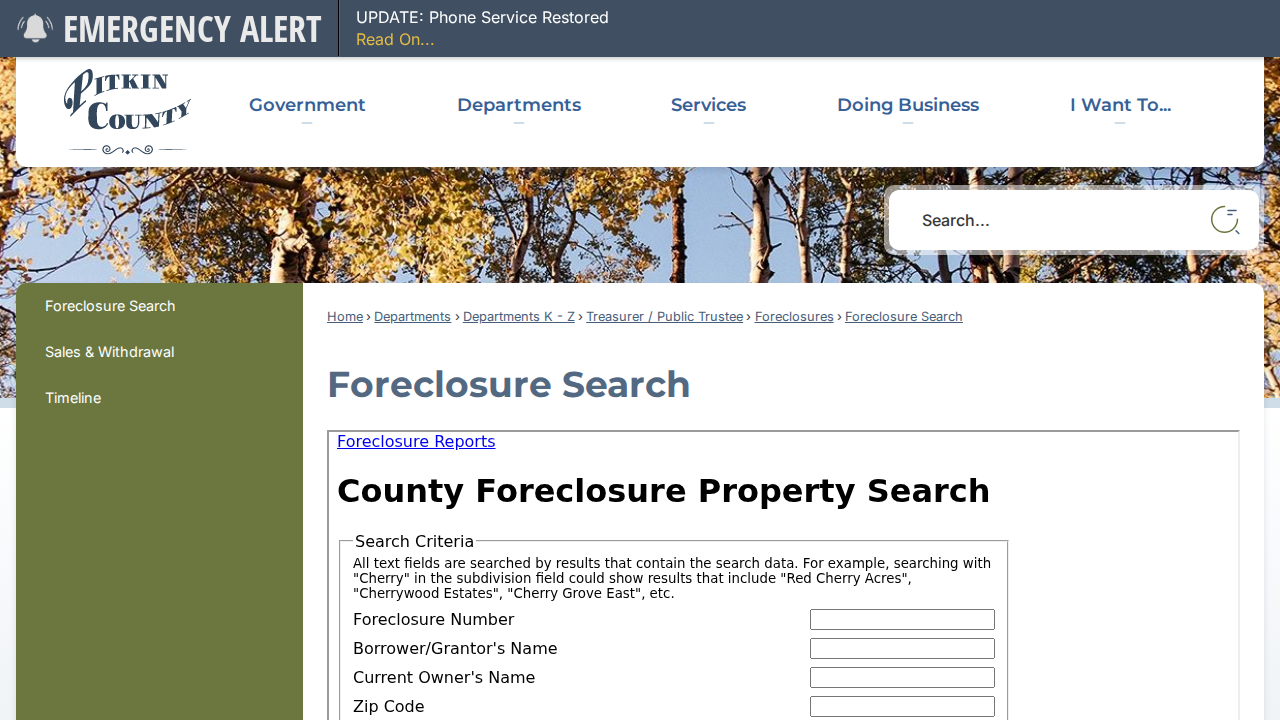 EMERGENCY ALERT
UPDATE: Phone Service Restored
Read On...
PITKIN
COUNTY
Government
Departments
Services
Doing Business
I Want To...
Search...
Foreclosure Search
Sales & Withdrawal
Timeline
Home › Departments › Departments K - Z › Treasurer / Public Trustee › Foreclosures › Foreclosure Search
Foreclosure Search
Foreclosure Reports
County Foreclosure Property Search
Search Criteria
All text fields are searched by results that contain the search data. For example, searching with
"Cherry" in the subdivision field could show results that include "Red Cherry Acres",
"Cherrywood Estates", "Cherry Grove East", etc.
Foreclosure Number
Borrower/Grantor's Name
Current Owner's Name
Zip Code